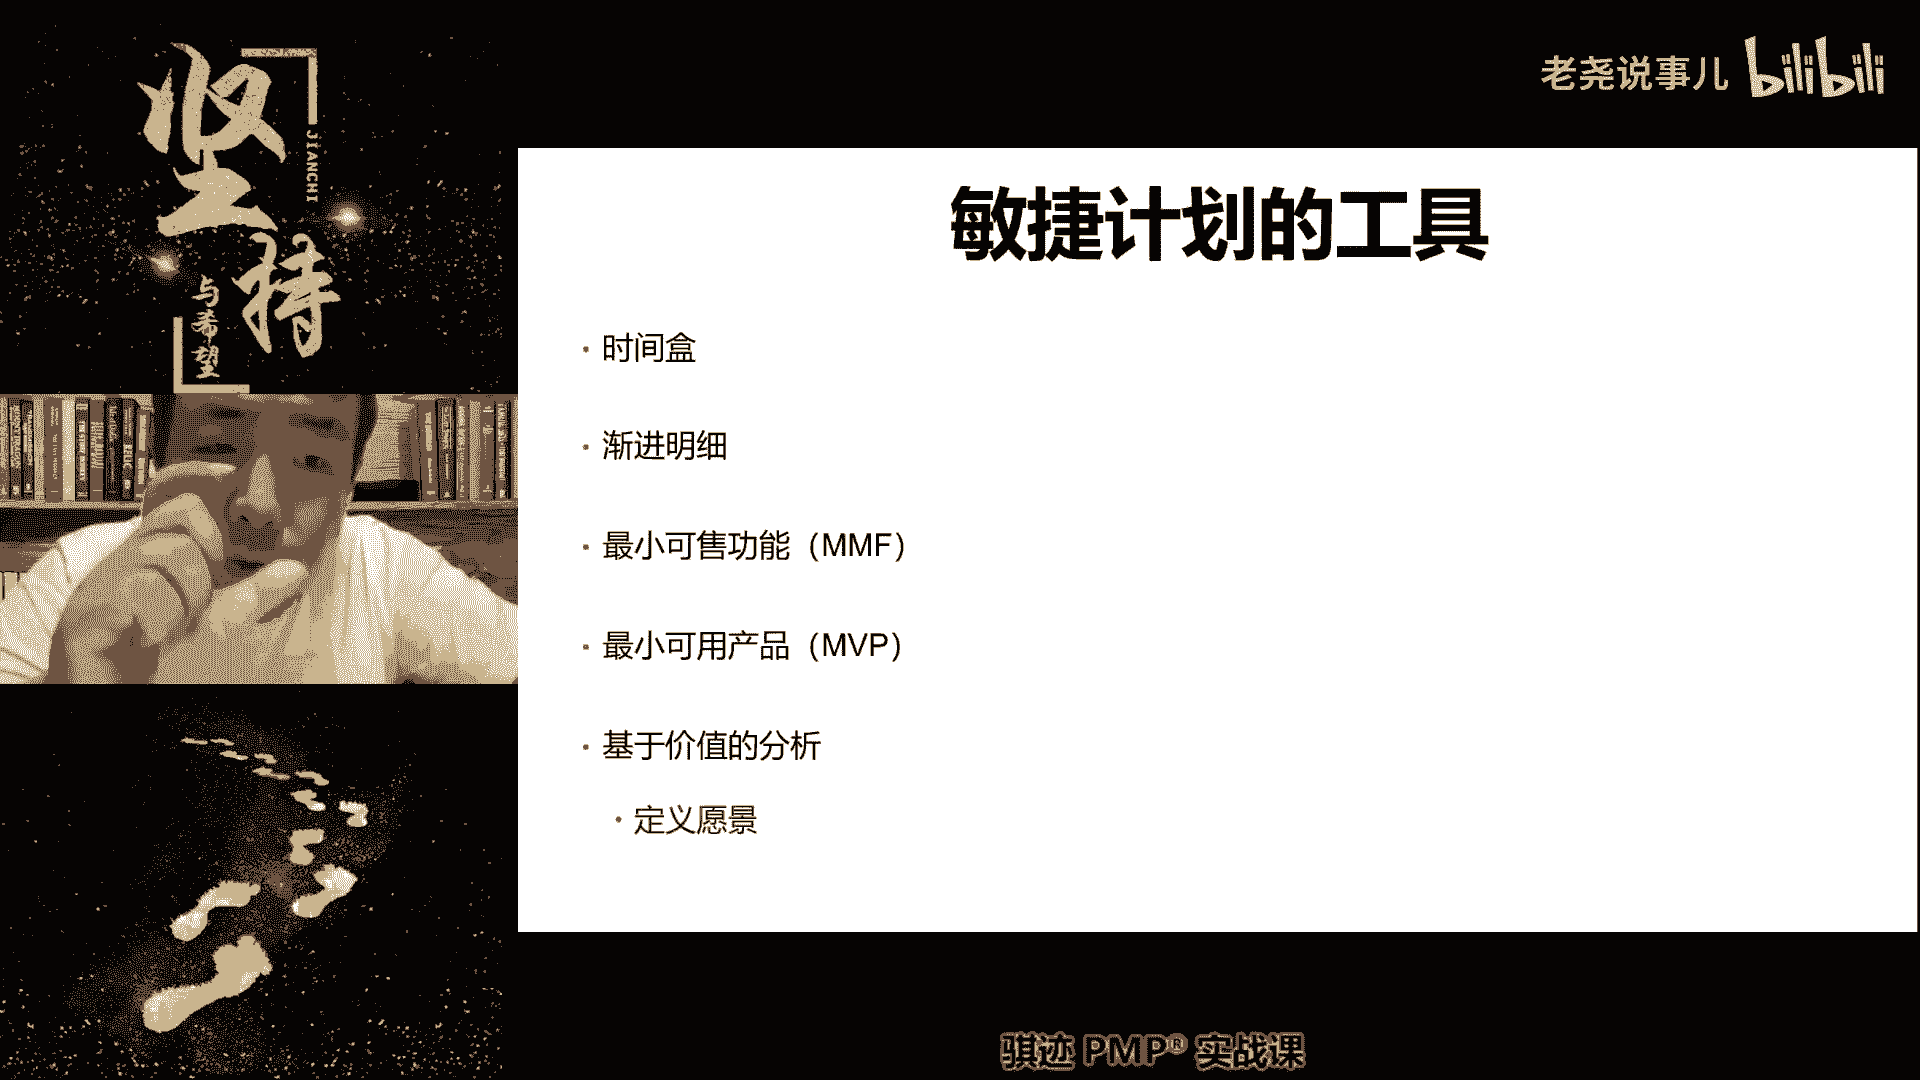 坚持
JIANCHI
与希望
老尧说事儿 bilibili
敏捷计划的工具
· 时间盒
· 渐进明细
· 最小可售功能（MMF）
· 最小可用产品（MVP）
· 基于价值的分析
· 定义愿景
骐迹 PMP® 实战课